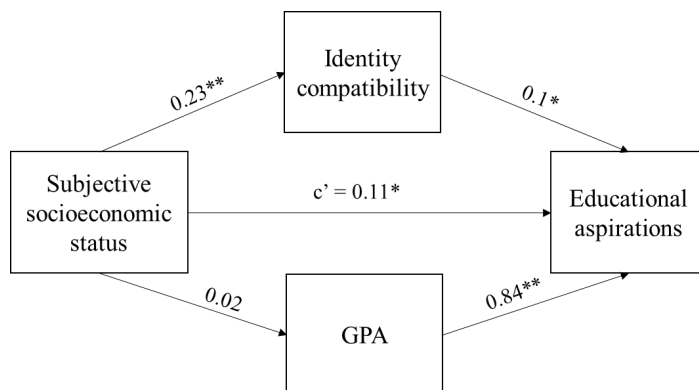 Identity
compatibility
0.23**
0.1*
Subjective
socioeconomic
status
c’ = 0.11*
Educational
aspirations
0.02
GPA
0.84**